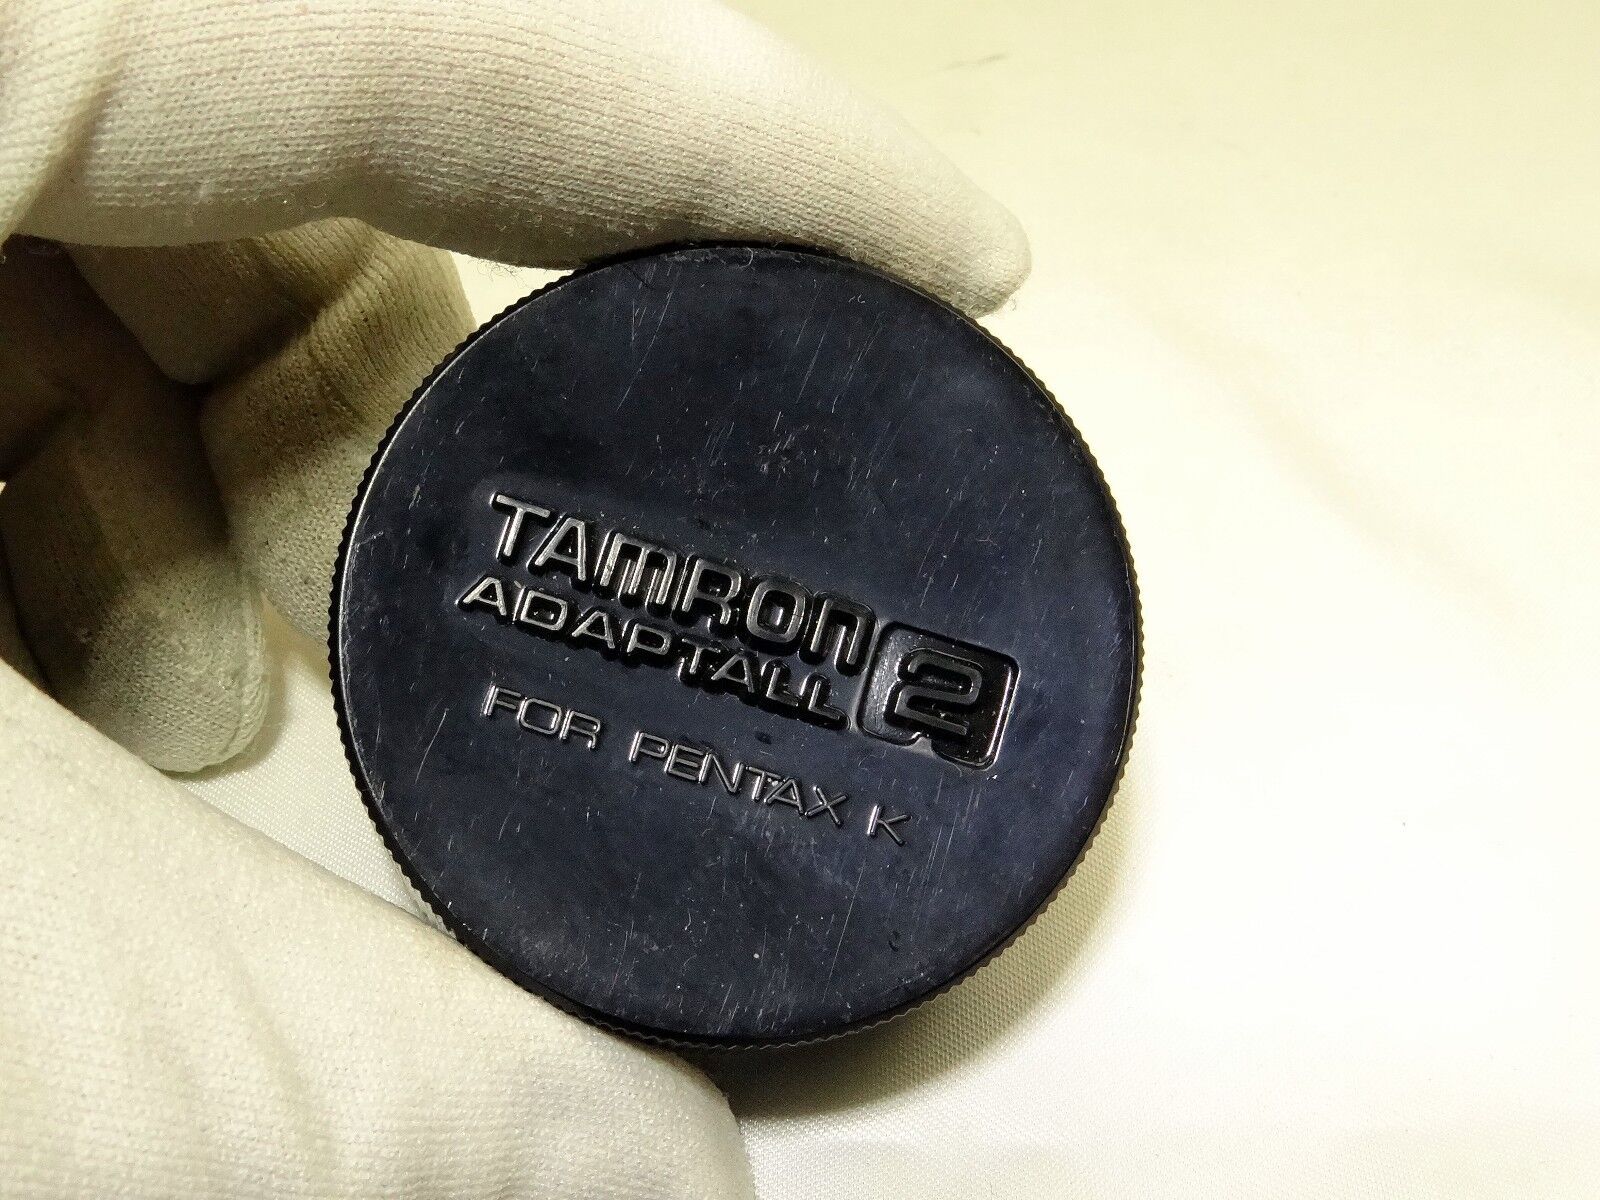 TAMRON
ADAPTALL 2
FOR PENTAX K